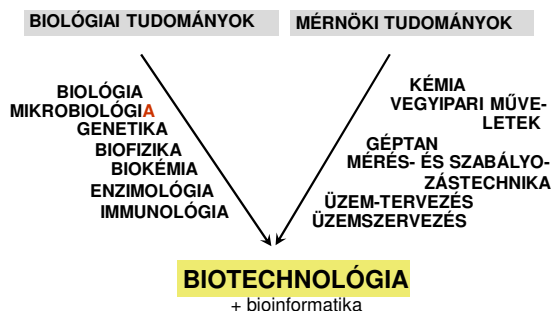 BIOLÓGIAI TUDOMÁNYOK
MÉRNÖKI TUDOMÁNYOK
BIOLÓGIA
MIKROBIOLÓGIA
GENETIKA
BIOFIZIKA
BIOKÉMIA
ENZIMOLÓGIA
IMMUNOLÓGIA
KÉMIA
VEGYIPARI MŰVE-
LETEK
GÉPTAN
MÉRÉS- ÉS SZABÁLYO-
ZÁSTECHNIKA
ÜZEM-TERVEZÉS
ÜZEMSZERVEZÉS
BIOTECHNOLÓGIA
+ bioinformatika